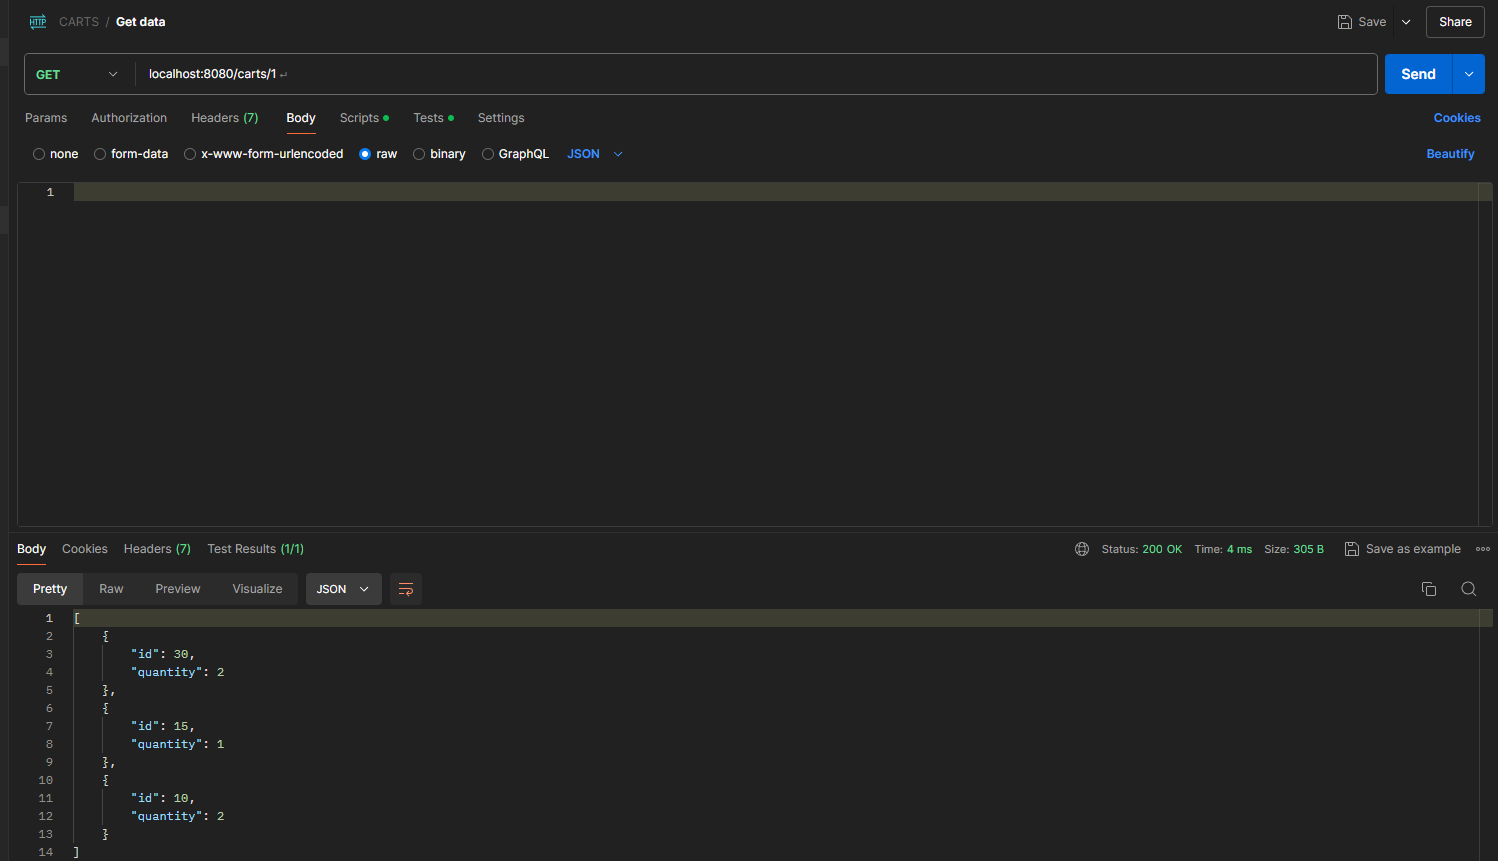 HTTP CARTS / Get data Save Share
GET localhost:8080/carts/1 ↵ Send
Params Authorization Headers (7) Body Scripts Tests Settings Cookies
none form-data x-www-form-urlencoded raw binary GraphQL JSON Beautify
1
Body Cookies Headers (7) Test Results (1/1) Status: 200 OK Time: 4 ms Size: 305 B Save as example
Pretty Raw Preview Visualize JSON
1 [
2 {
3 "id": 30,
4 "quantity": 2
5 },
6 {
7 "id": 15,
8 "quantity": 1
9 },
10 {
11 "id": 10,
12 "quantity": 2
13 }
14 ]